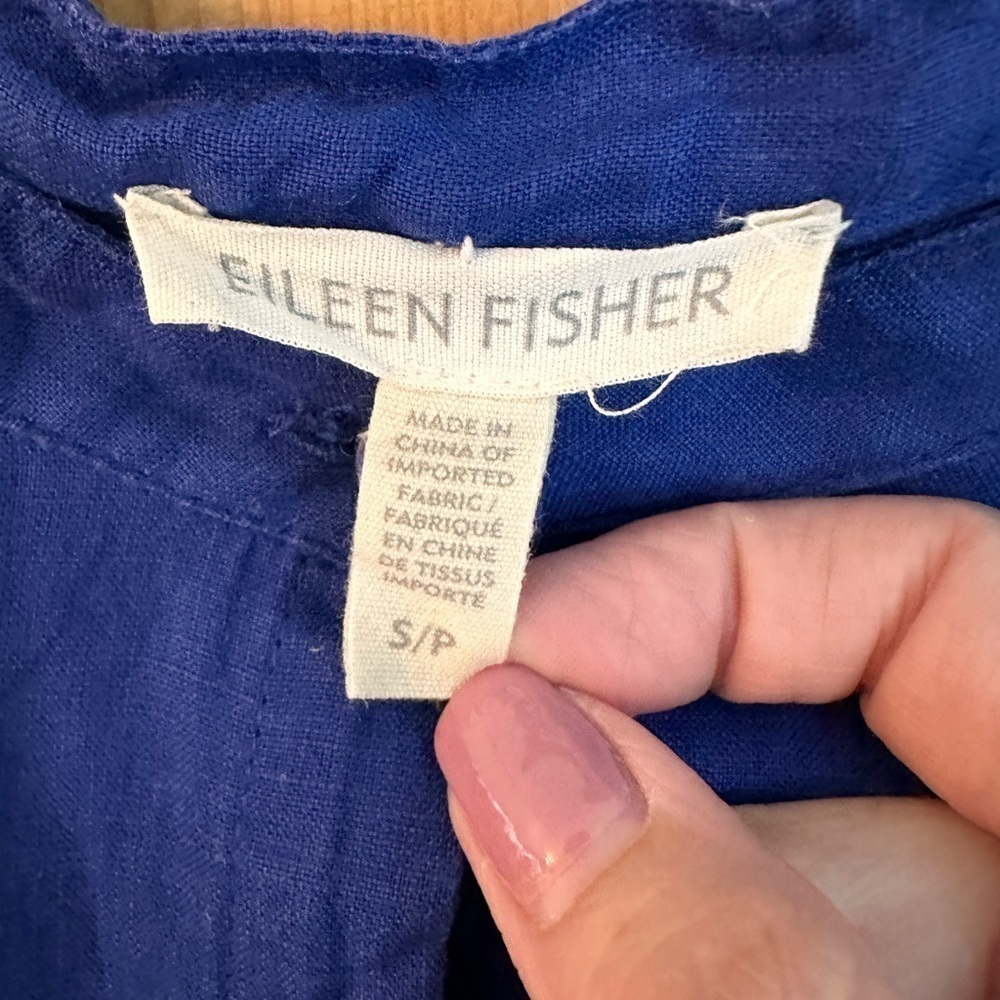 EILEEN FISHER
MADE IN
CHINA OF
IMPORTED
FABRIC /
FABRIQUÉ
EN CHINE
DE TISSUS
IMPORTÉ
S/P